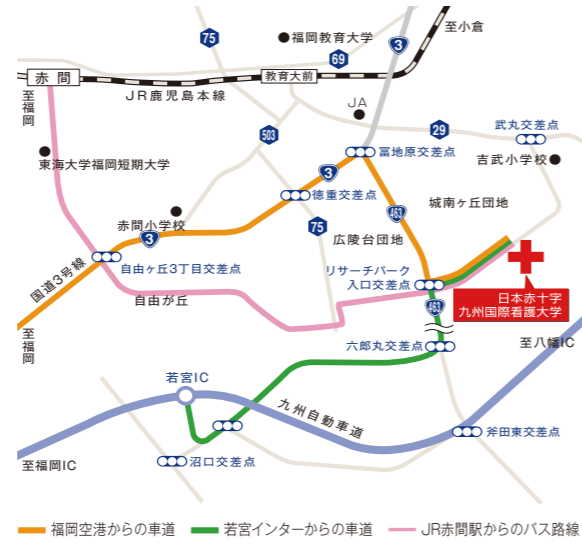 至小倉
75
福岡教育大学
3
69
赤間
教育大前
JR鹿児島本線
至福岡
JA
503
29
武丸交差点
東海大学福岡短期大学
冨地原交差点
吉武小学校
3
徳重交差点
463
城南ヶ丘団地
赤間小学校
3
75
広陵台団地
国道3号線
自由ヶ丘3丁目交差点
リサーチパーク
入口交差点
自由が丘
463
日本赤十字
九州国際看護大学
至福岡
六郎丸交差点
至八幡IC
若宮IC
九州自動車道
斧田東交差点
至福岡IC
沼口交差点
福岡空港からの車道
若宮インターからの車道
JR赤間駅からのバス路線